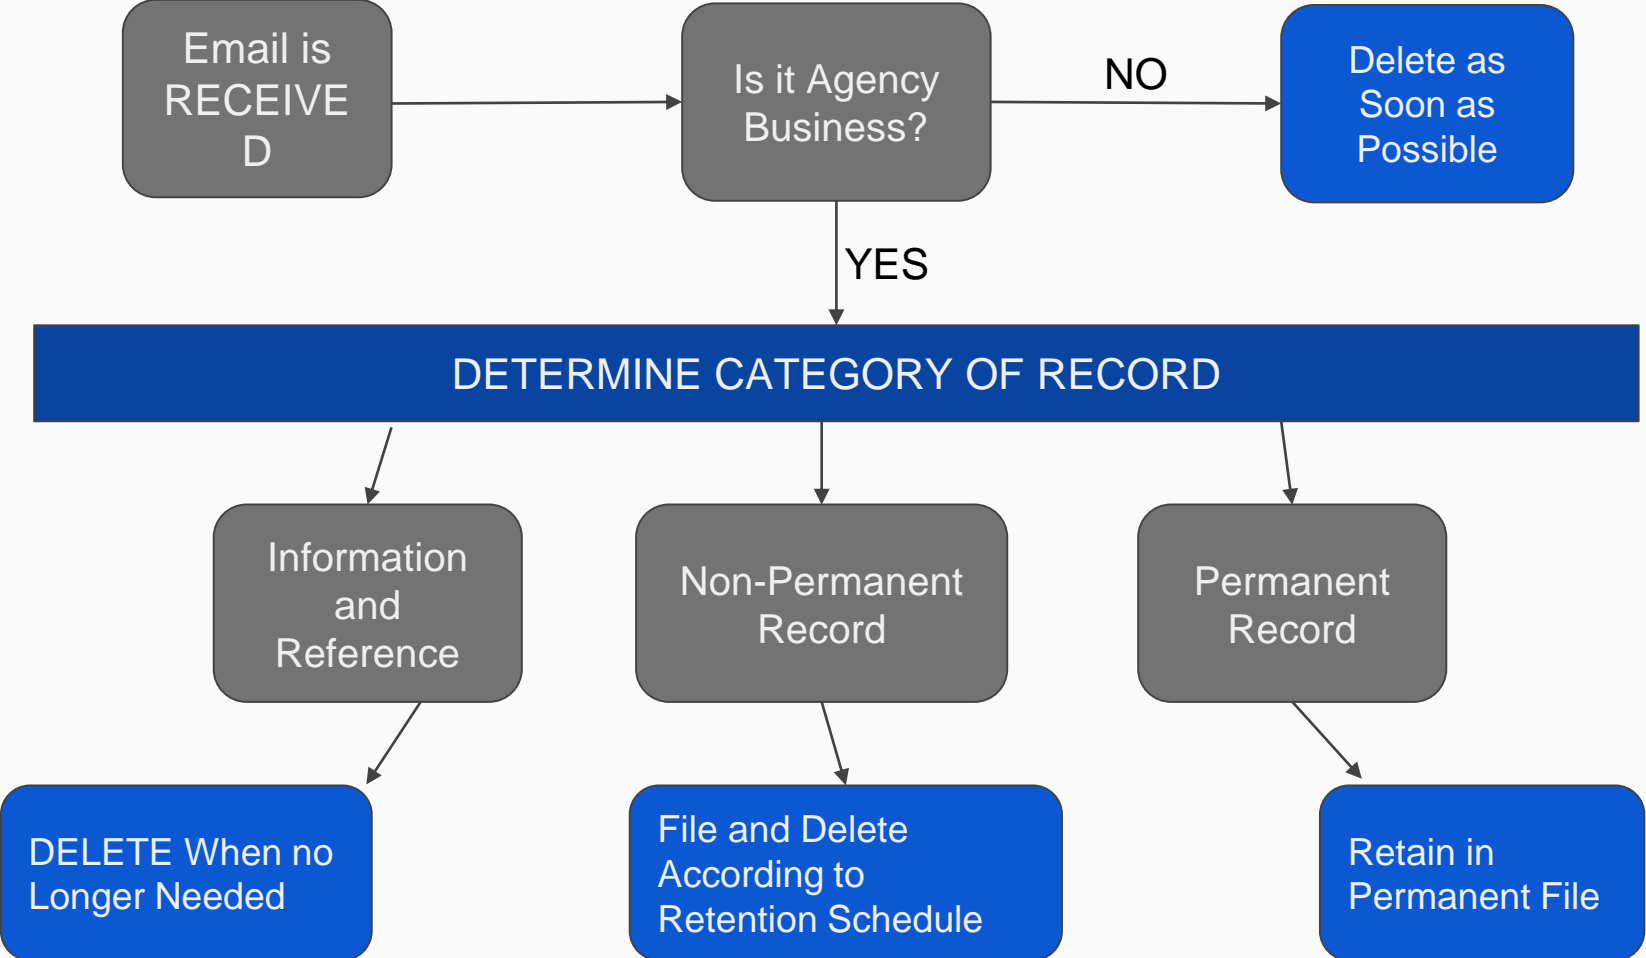 Email is
RECEIVE
D
Is it Agency
Business?
NO
Delete as
Soon as
Possible
YES
DETERMINE CATEGORY OF RECORD
Information
and
Reference
Non-Permanent
Record
Permanent
Record
DELETE When no
Longer Needed
File and Delete
According to
Retention Schedule
Retain in
Permanent File